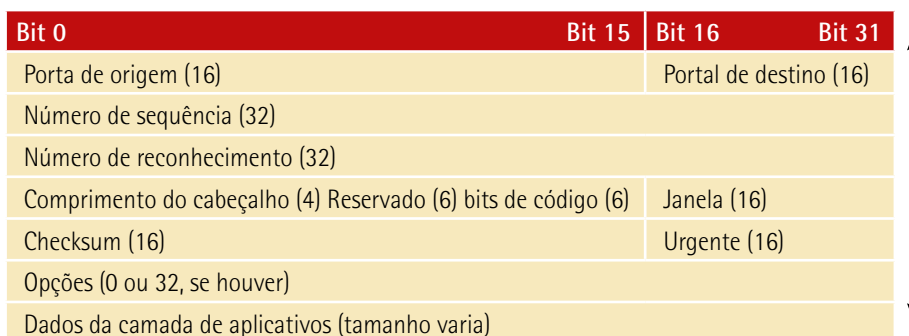 Bit 0 Bit 15 Bit 16 Bit 31
Porta de origem (16) Portal de destino (16)
Número de sequência (32)
Número de reconhecimento (32)
Comprimento do cabeçalho (4) Reservado (6) bits de código (6) Janela (16)
Checksum (16) Urgente (16)
Opções (0 ou 32, se houver)
Dados da camada de aplicativos (tamanho varia)